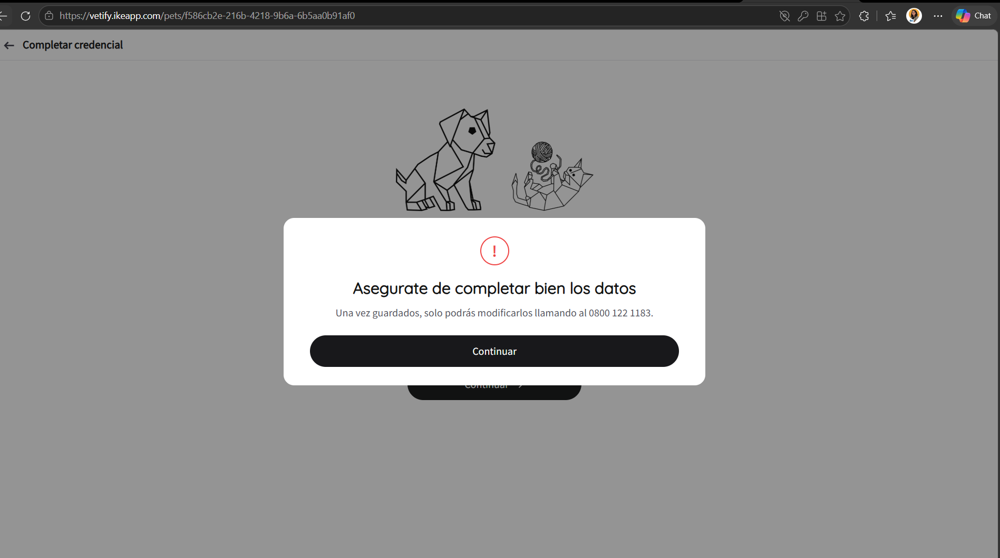 https://vetify.ikeapp.com/pets/f586cb2e-216b-4218-9b6a-6b5aa0b91af0
Chat
Completar credencial
!
Asegurate de completar bien los datos
Una vez guardados, solo podrás modificarlos llamando al 0800 122 1183.
Continuar
Continuar